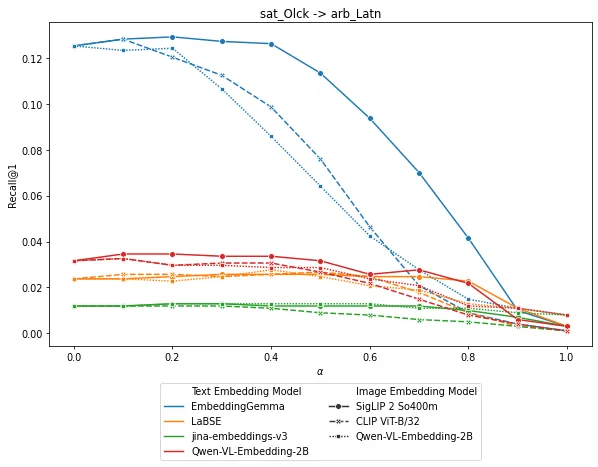 sat_Olck -> arb_Latn
Recall@1
0.12
0.10
0.08
0.06
0.04
0.02
0.00
0.0 0.2 0.4 0.6 0.8 1.0
α
Text Embedding Model Image Embedding Model
EmbeddingGemma SigLIP 2 So400m
LaBSE CLIP ViT-B/32
jina-embeddings-v3 Qwen-VL-Embedding-2B
Qwen-VL-Embedding-2B